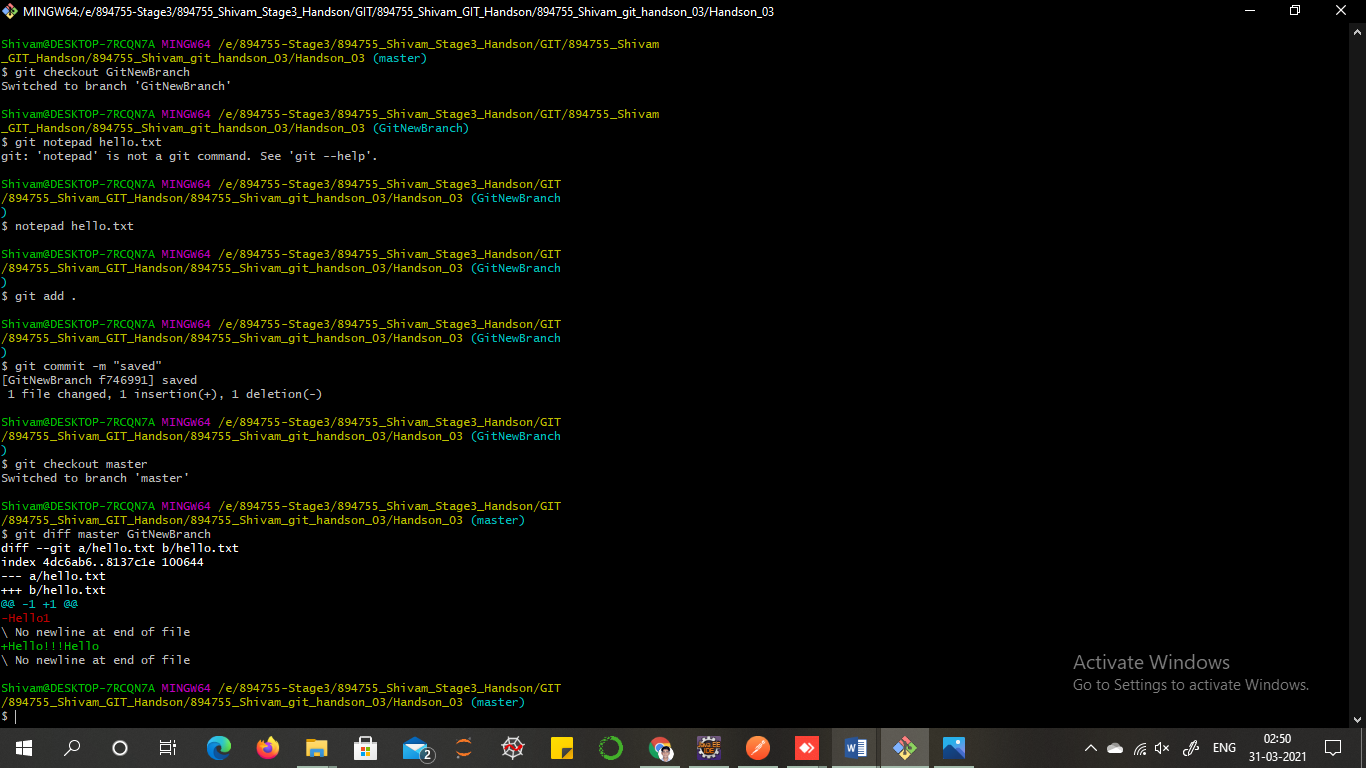 MINGW64:/e/894755-Stage3/894755_Shivam_Stage3_Handson/GIT/894755_Shivam_GIT_Handson/894755_Shivam_git_handson_03/Handson_03
Shivam@DESKTOP-7RCQN7A MINGW64 /e/894755-Stage3/894755_Shivam_Stage3_Handson/GIT/894755_Shivam
_GIT_Handson/894755_Shivam_git_handson_03/Handson_03 (master)
$ git checkout GitNewBranch
Switched to branch 'GitNewBranch'
Shivam@DESKTOP-7RCQN7A MINGW64 /e/894755-Stage3/894755_Shivam_Stage3_Handson/GIT/894755_Shivam
_GIT_Handson/894755_Shivam_git_handson_03/Handson_03 (GitNewBranch)
$ git notepad hello.txt
git: 'notepad' is not a git command. See 'git --help'.
Shivam@DESKTOP-7RCQN7A MINGW64 /e/894755-Stage3/894755_Shivam_Stage3_Handson/GIT
/894755_Shivam_GIT_Handson/894755_Shivam_git_handson_03/Handson_03 (GitNewBranch
)
$ notepad hello.txt
Shivam@DESKTOP-7RCQN7A MINGW64 /e/894755-Stage3/894755_Shivam_Stage3_Handson/GIT
/894755_Shivam_GIT_Handson/894755_Shivam_git_handson_03/Handson_03 (GitNewBranch
)
$ git add .
Shivam@DESKTOP-7RCQN7A MINGW64 /e/894755-Stage3/894755_Shivam_Stage3_Handson/GIT
/894755_Shivam_GIT_Handson/894755_Shivam_git_handson_03/Handson_03 (GitNewBranch
)
$ git commit -m "saved"
[GitNewBranch f746991] saved
 1 file changed, 1 insertion(+), 1 deletion(-)
Shivam@DESKTOP-7RCQN7A MINGW64 /e/894755-Stage3/894755_Shivam_Stage3_Handson/GIT
/894755_Shivam_GIT_Handson/894755_Shivam_git_handson_03/Handson_03 (GitNewBranch
)
$ git checkout master
Switched to branch 'master'
Shivam@DESKTOP-7RCQN7A MINGW64 /e/894755-Stage3/894755_Shivam_Stage3_Handson/GIT
/894755_Shivam_GIT_Handson/894755_Shivam_git_handson_03/Handson_03 (master)
$ git diff master GitNewBranch
diff --git a/hello.txt b/hello.txt
index 4dc6ab6..8137c1e 100644
--- a/hello.txt
+++ b/hello.txt
@@ -1 +1 @@
-Hello1
\ No newline at end of file
+Hello!!!Hello
\ No newline at end of file
Shivam@DESKTOP-7RCQN7A MINGW64 /e/894755-Stage3/894755_Shivam_Stage3_Handson/GIT
/894755_Shivam_GIT_Handson/894755_Shivam_git_handson_03/Handson_03 (master)
$
Activate Windows
Go to Settings to activate Windows.
2
Java EE
IDE
W
ENG
02:50
31-03-2021